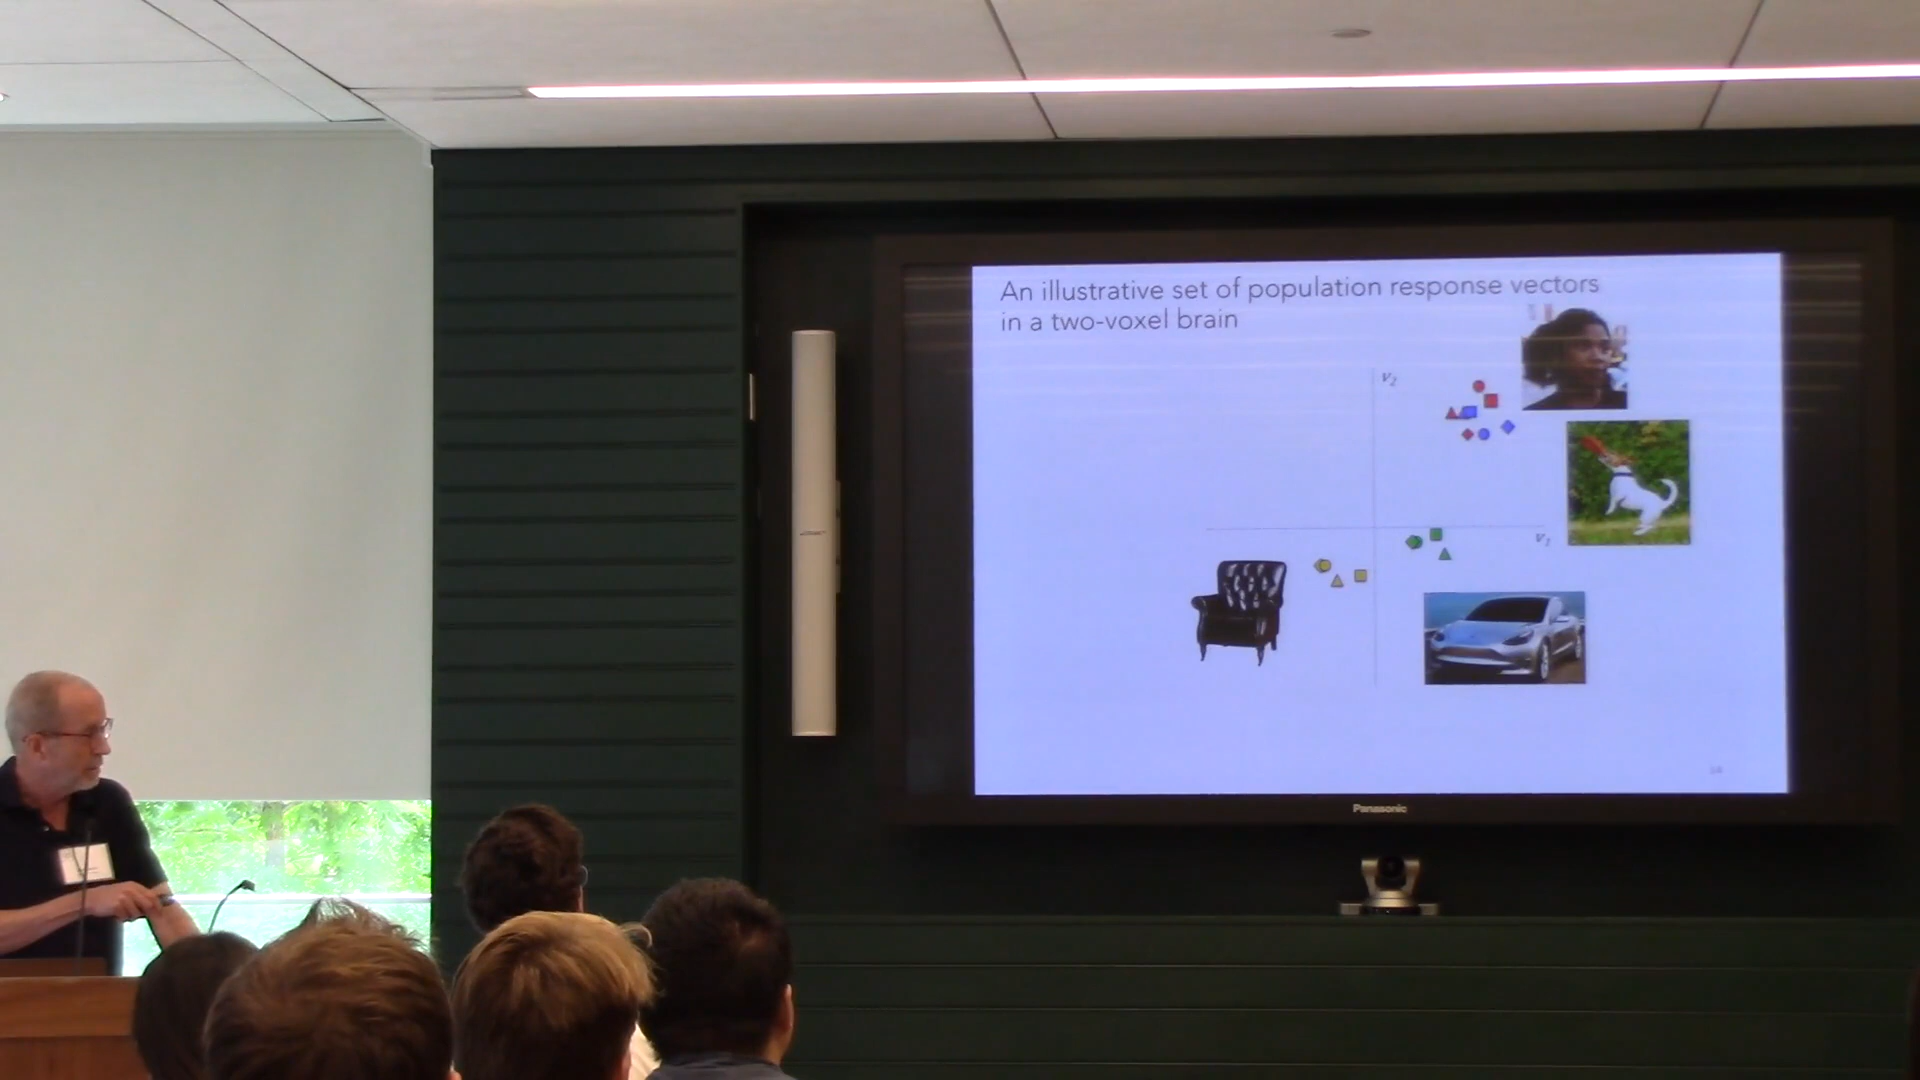 An illustrative set of population response vectors
in a two-voxel brain
v₂
v₁
Panasonic